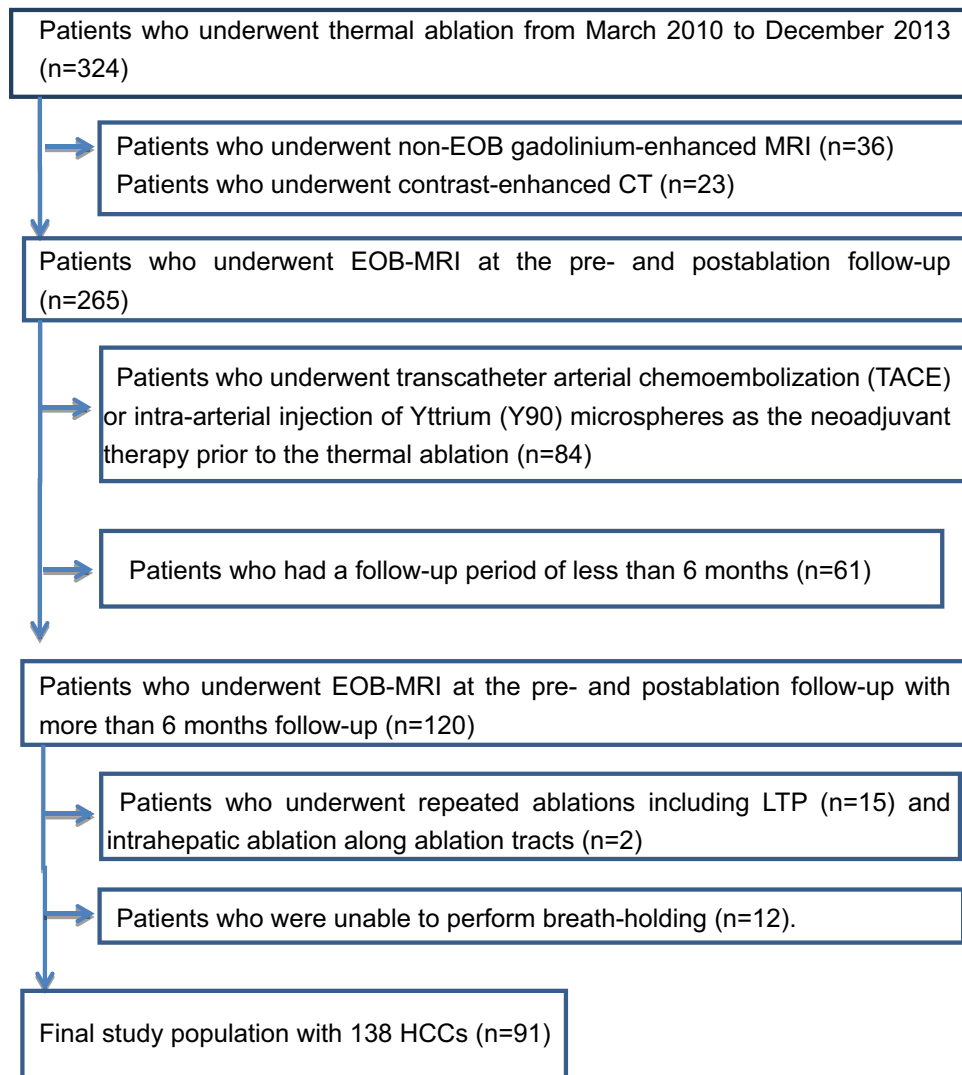 Patients who underwent thermal ablation from March 2010 to December 2013
(n=324)
Patients who underwent non-EOB gadolinium-enhanced MRI (n=36)
Patients who underwent contrast-enhanced CT (n=23)
Patients who underwent EOB-MRI at the pre- and postablation follow-up
(n=265)
Patients who underwent transcatheter arterial chemoembolization (TACE)
or intra-arterial injection of Yttrium (Y90) microspheres as the neoadjuvant
therapy prior to the thermal ablation (n=84)
Patients who had a follow-up period of less than 6 months (n=61)
Patients who underwent EOB-MRI at the pre- and postablation follow-up with
more than 6 months follow-up (n=120)
Patients who underwent repeated ablations including LTP (n=15) and
intrahepatic ablation along ablation tracts (n=2)
Patients who were unable to perform breath-holding (n=12).
Final study population with 138 HCCs (n=91)